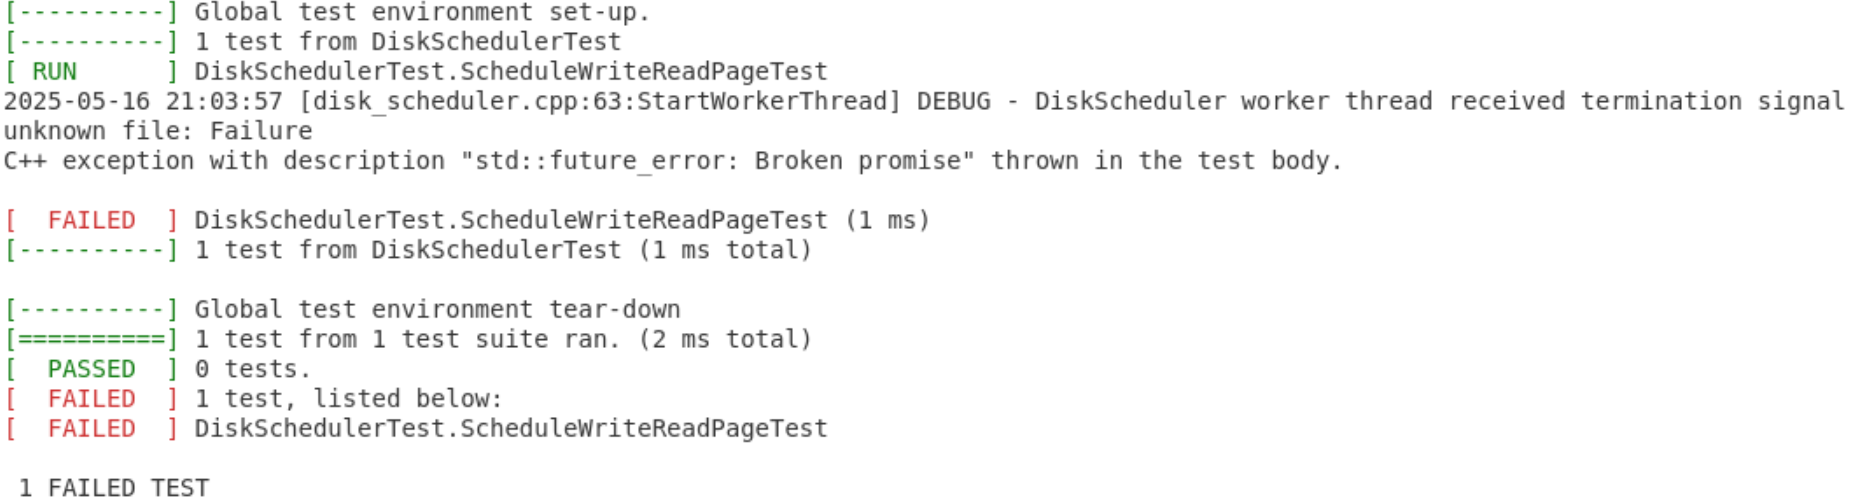 [----------] Global test environment set-up.
[----------] 1 test from DiskSchedulerTest
[ RUN      ] DiskSchedulerTest.ScheduleWriteReadPageTest
2025-05-16 21:03:57 [disk_scheduler.cpp:63:StartWorkerThread] DEBUG - DiskScheduler worker thread received termination signal
unknown file: Failure
C++ exception with description "std::future_error: Broken promise" thrown in the test body.

[  FAILED  ] DiskSchedulerTest.ScheduleWriteReadPageTest (1 ms)
[----------] 1 test from DiskSchedulerTest (1 ms total)

[----------] Global test environment tear-down
[==========] 1 test from 1 test suite ran. (2 ms total)
[  PASSED  ] 0 tests.
[  FAILED  ] 1 test, listed below:
[  FAILED  ] DiskSchedulerTest.ScheduleWriteReadPageTest

 1 FAILED TEST